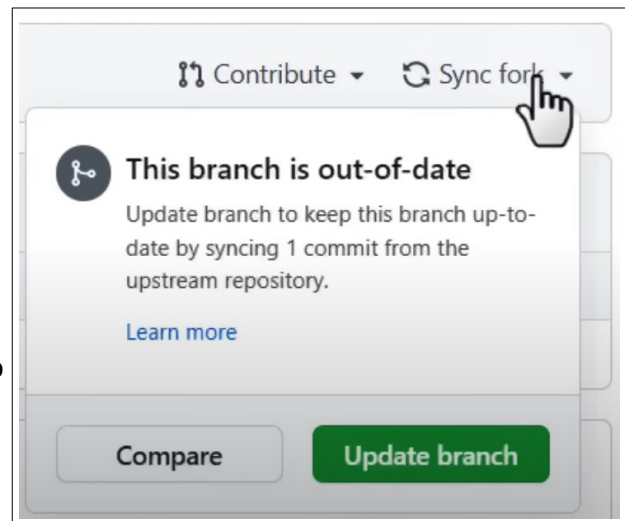 Contribute Sync fork
This branch is out-of-date
Update branch to keep this branch up-to-
date by syncing 1 commit from the
upstream repository.
Learn more
Compare Update branch